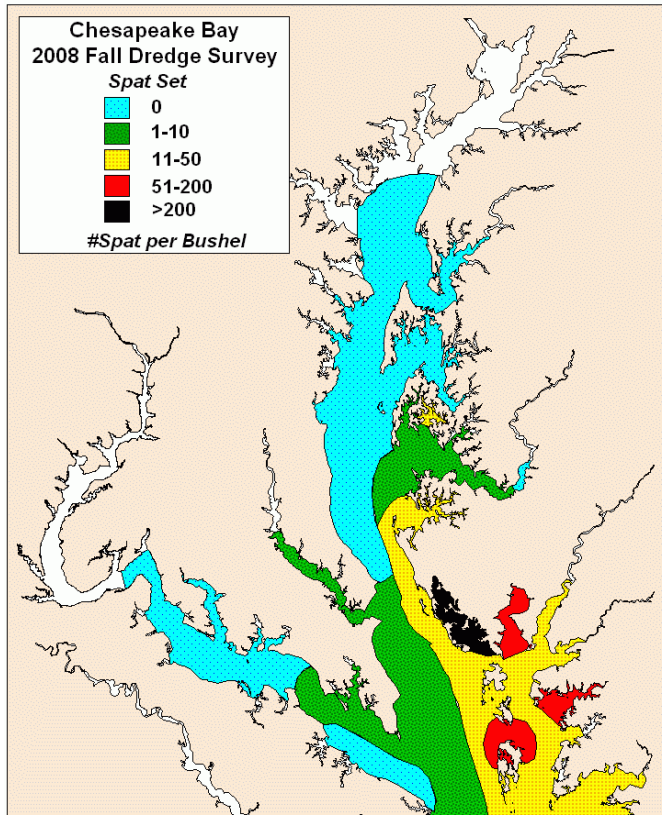 Chesapeake Bay
2008 Fall Dredge Survey
Spat Set
0
1-10
11-50
51-200
>200
#Spat per Bushel